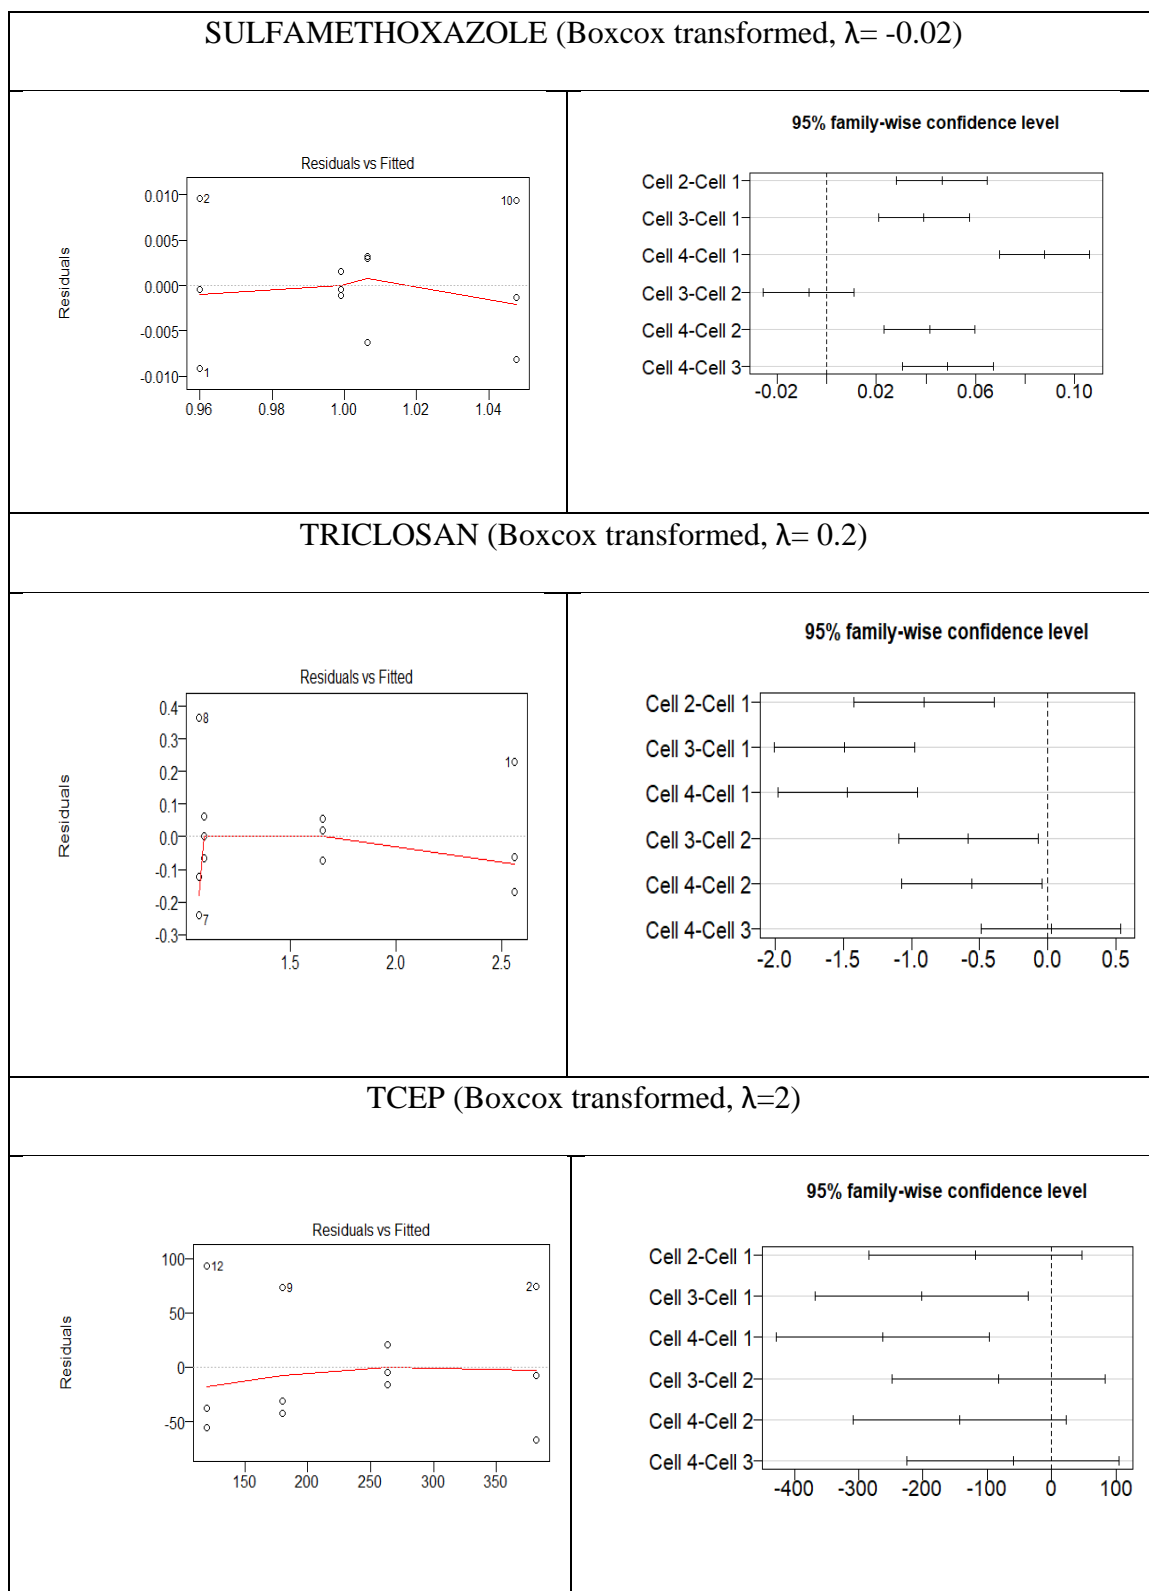 SULFAMETHOXAZOLE (Boxcox transformed, λ= -0.02)
Residuals vs Fitted
Residuals
0.010
0.005
0.000
-0.005
-0.010
2
10
1
0.96 0.98 1.00 1.02 1.04
95% family-wise confidence level
Cell 2-Cell 1
Cell 3-Cell 1
Cell 4-Cell 1
Cell 3-Cell 2
Cell 4-Cell 2
Cell 4-Cell 3
-0.02 0.02 0.06 0.10
TRICLOSAN (Boxcox transformed, λ= 0.2)
Residuals vs Fitted
Residuals
0.4
0.3
0.2
0.1
0.0
-0.1
-0.2
-0.3
8
1
7
1.5 2.0 2.5
95% family-wise confidence level
Cell 2-Cell 1
Cell 3-Cell 1
Cell 4-Cell 1
Cell 3-Cell 2
Cell 4-Cell 2
Cell 4-Cell 3
-2.0 -1.5 -1.0 -0.5 0.0 0.5
TCEP (Boxcox transformed, λ=2)
Residuals vs Fitted
Residuals
100
50
0
-50
12
9
2
150 200 250 300 350
95% family-wise confidence level
Cell 2-Cell 1
Cell 3-Cell 1
Cell 4-Cell 1
Cell 3-Cell 2
Cell 4-Cell 2
Cell 4-Cell 3
-400 -300 -200 -100 0 100